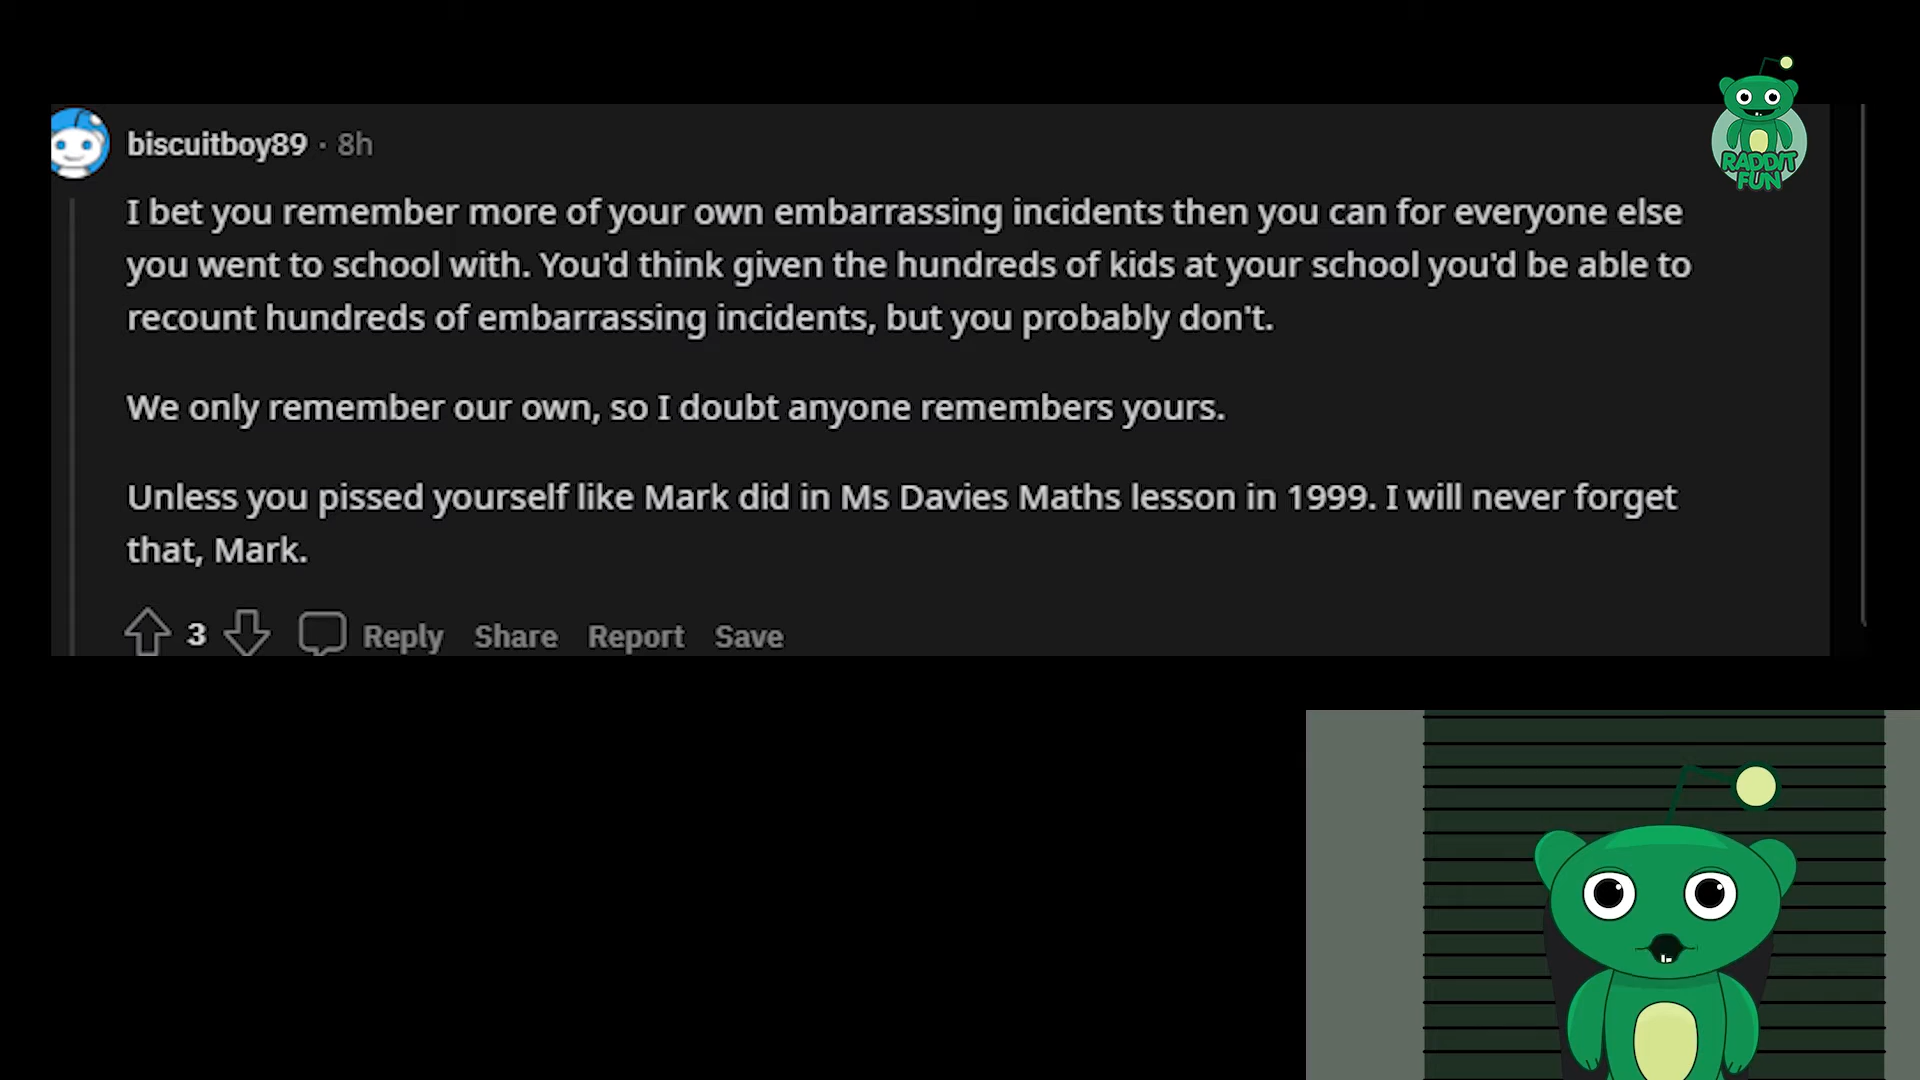 RADDIT
FUN
biscuitboy89 · 8h
I bet you remember more of your own embarrassing incidents then you can for everyone else
you went to school with. You'd think given the hundreds of kids at your school you'd be able to
recount hundreds of embarrassing incidents, but you probably don't.
We only remember our own, so I doubt anyone remembers yours.
Unless you pissed yourself like Mark did in Ms Davies Maths lesson in 1999. I will never forget
that, Mark.
3 Reply Share Report Save